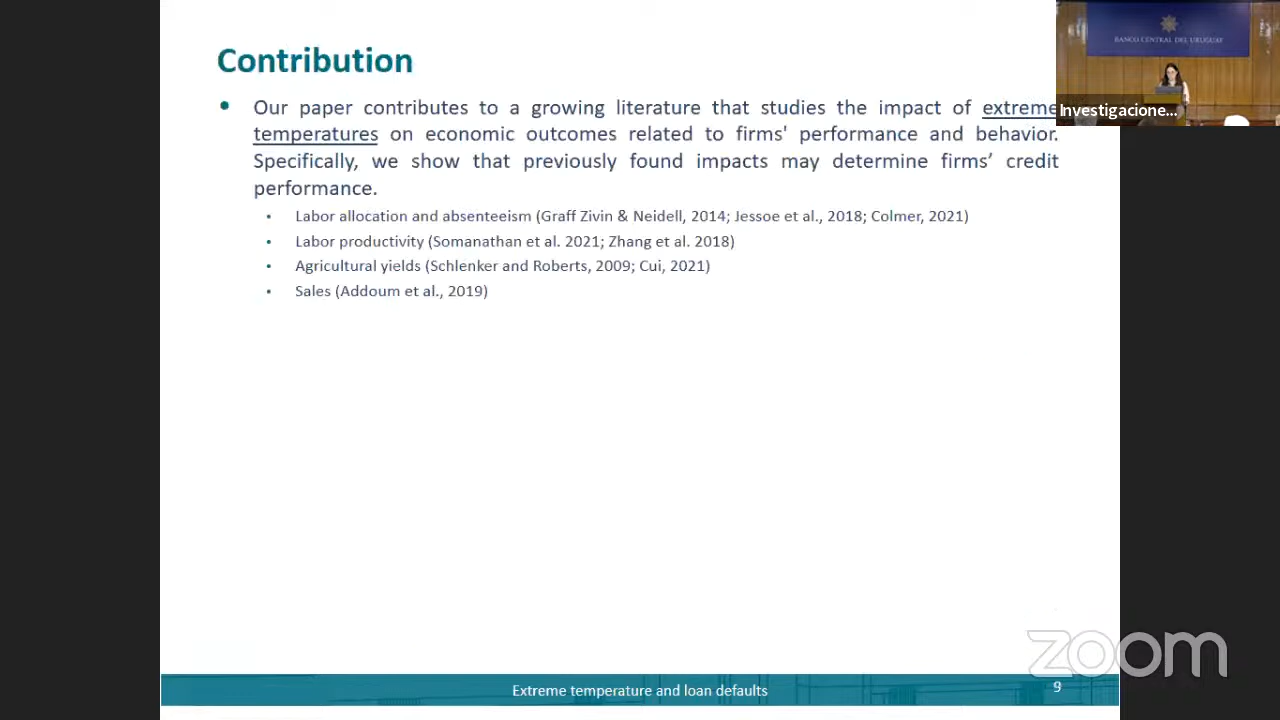 Contribution
BANCO CENTRAL DEL URUGUAY
Investigacione...
• Our paper contributes to a growing literature that studies the impact of extreme
temperatures on economic outcomes related to firms' performance and behavior.
Specifically, we show that previously found impacts may determine firms’ credit
performance.
• Labor allocation and absenteeism (Graff Zivin & Neidell, 2014; Jessoe et al., 2018; Colmer, 2021)
• Labor productivity (Somanathan et al. 2021; Zhang et al. 2018)
• Agricultural yields (Schlenker and Roberts, 2009; Cui, 2021)
• Sales (Addoum et al., 2019)
zoom
Extreme temperature and loan defaults
9